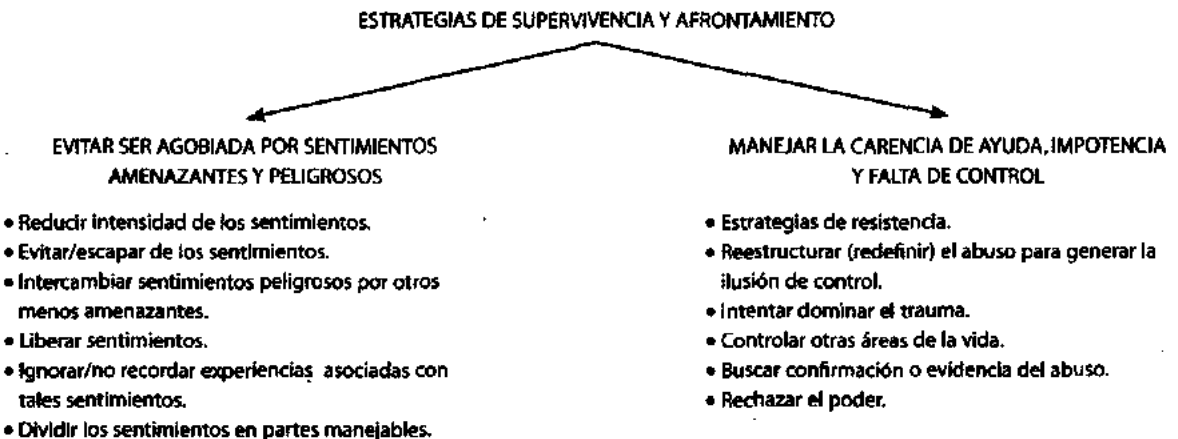 ESTRATEGIAS DE SUPERVIVENCIA Y AFRONTAMIENTO
EVITAR SER AGOBIADA POR SENTIMIENTOS
AMENAZANTES Y PELIGROSOS
• Reducir intensidad de los sentimientos.
• Evitar/escapar de los sentimientos.
• Intercambiar sentimientos peligrosos por otros
menos amenazantes.
• Liberar sentimientos.
• Ignorar/no recordar experiencias asociadas con
tales sentimientos.
• Dividir los sentimientos en partes manejables.
MANEJAR LA CARENCIA DE AYUDA, IMPOTENCIA
Y FALTA DE CONTROL
• Estrategias de resistencia.
• Reestructurar (redefinir) el abuso para generar la
ilusión de control.
• Intentar dominar el trauma.
• Controlar otras áreas de la vida.
• Buscar confirmación o evidencia del abuso.
• Rechazar el poder.